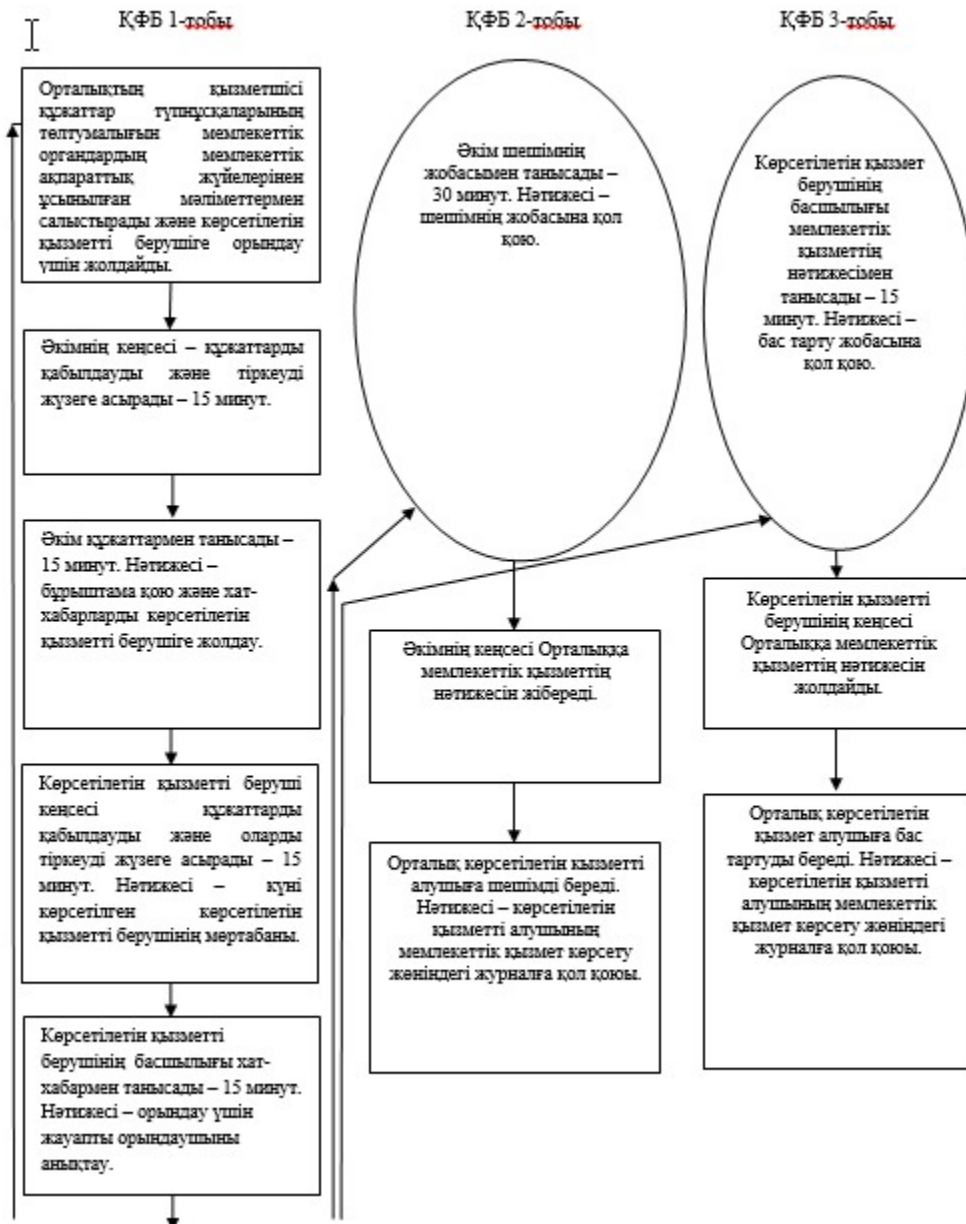 ҚФБ 1-тобы
Орталықтың қызметшісі
құжаттар түпнұсқаларының
төлтумалығын мемлекеттік
органдардың мемлекеттік
ақпараттық жүйелерінен
ұсынылған мәліметтермен
салыстырады және көрсетілетін
қызметті берушіге орындау
үшін жолдайды.
Әкімнің кеңсесі – құжаттарды
қабылдауды және тіркеуді
жүзеге асырады – 15 минут.
Әкім құжаттармен танысады –
15 минут. Нәтижесі –
бұрыштама қою және хат-
хабарларды көрсетілетін
қызметті берушіге жолдау.
Көрсетілетін қызметті беруші
кеңсесі құжаттарды
қабылдауды және оларды
тіркеуді жүзеге асырады – 15
минут. Нәтижесі – күні
көрсетілген көрсетілетін
қызметті берушінің мөртабаны.
Көрсетілетін қызметті
берушінің басшылығы хат-
хабармен танысады – 15 минут.
Нәтижесі – орындау үшін
жауапты орындаушыны
анықтау.
ҚФБ 2-тобы
Әкім шешімнің
жобасымен танысады –
30 минут. Нәтижесі –
шешімнің жобасына қол
қою.
Әкімнің кеңсесі Орталыққа
мемлекеттік қызметтің
нәтижесін жібереді.
Орталық көрсетілетін қызметті
алушыға шешімді береді.
Нәтижесі – көрсетілетін
қызметті алушының
мемлекеттік қызмет көрсету
жөніндегі журналға қол қоюы.
ҚФБ 3-тобы
Көрсетілетін қызмет
берушінің
басшылығы
мемлекеттік
қызметтің
нәтижесімен
танысады – 15
минут. Нәтижесі –
бас тарту жобасына
қол қою.
Көрсетілетін қызметті
берушінің кеңсесі
Орталыққа мемлекеттік
қызметтің нәтижесін
жолдайды.
Орталық көрсетілетін
қызмет алушыға бас
тартуды береді. Нәтижесі –
көрсетілетін қызметті
алушының мемлекеттік
қызмет көрсету жөніндегі
журналға қол қоюы.